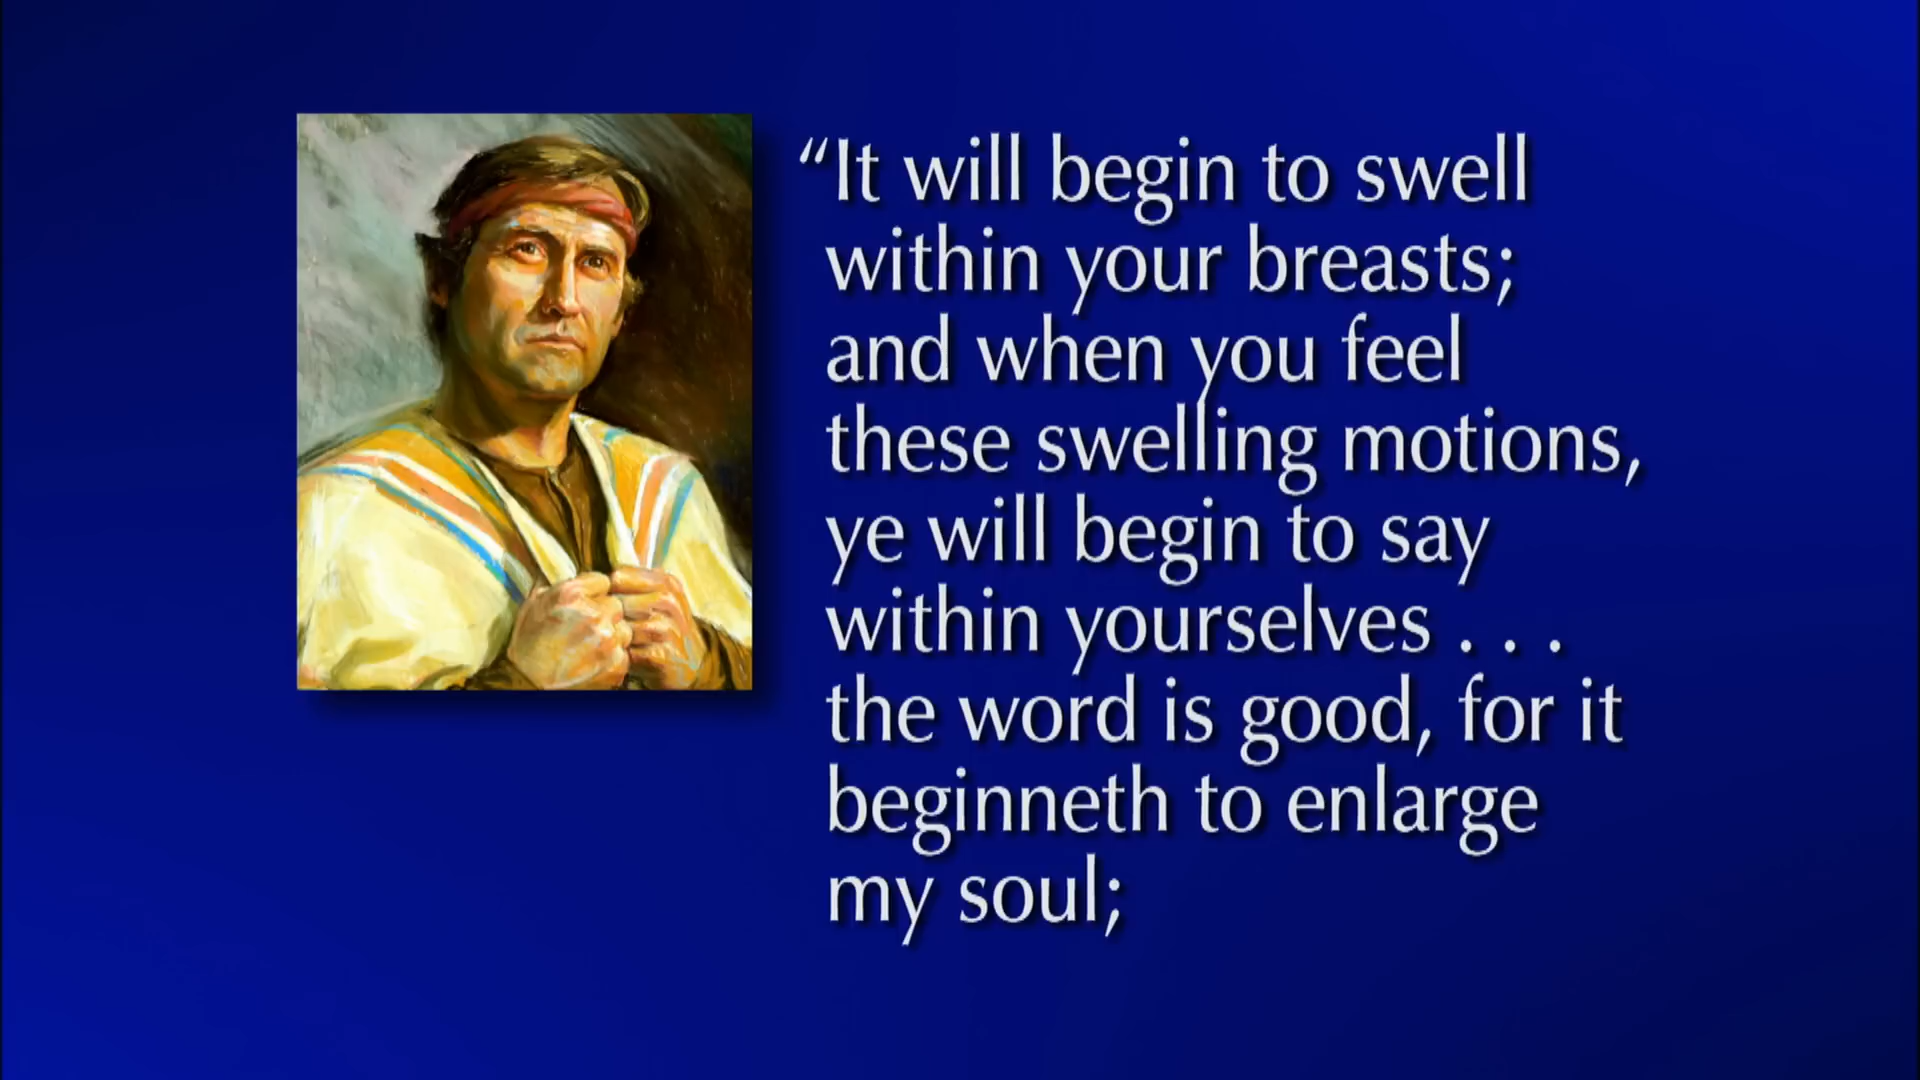 “It will begin to swell
within your breasts;
and when you feel
these swelling motions,
ye will begin to say
within yourselves . . .
the word is good, for it
beginneth to enlarge
my soul;